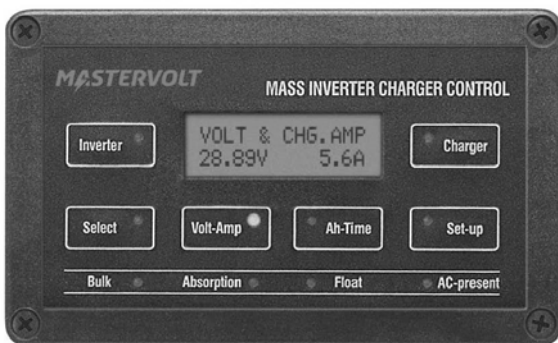 MASTERVOLT
MASS INVERTER CHARGER CONTROL
Inverter
VOLT & CHG.AMP
28.89V 5.6A
Charger
Select
Volt-Amp
Ah-Time
Set-up
Bulk Absorption Float AC-present